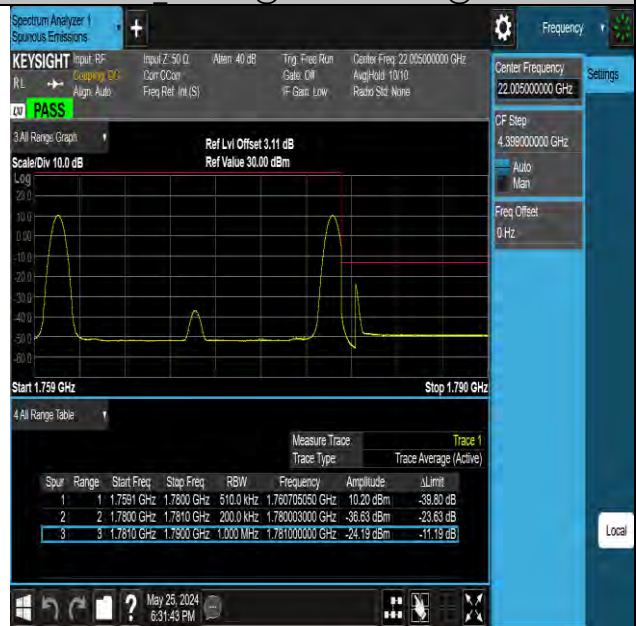 Spectrum Analyzer 1
Spurious Emissions
Frequency
KEYSIGHT Input: RF Input Z: 50 Ω Atten: 40 dB Trig: Free Run Center Freq: 22.005000000 GHz
RL Coupling: DC Corr CCorr Gate: Off Avg|Hold: 10/10
Align: Auto Freq Ref: Int (S) IF Gain: Low Radio Std: None
LXI PASS
Center Frequency
22.005000000 GHz
Settings
CF Step
4.399000000 GHz
Auto
Man
Freq Offset
0 Hz
3 All Range Graph
Ref Lvl Offset 3.11 dB
Scale/Div 10.0 dB Ref Value 30.00 dBm
Log
20.0
10.0
0.00
-10.0
-20.0
-30.0
-40.0
-50.0
-60.0
Start 1.759 GHz Stop 1.790 GHz
4 All Range Table
Measure Trace Trace 1
Trace Type Trace Average (Active)
Spur Range Start Freq Stop Freq RBW Frequency Amplitude ΔLimit
1 1 1.7591 GHz 1.7800 GHz 510.0 kHz 1.760705050 GHz 10.20 dBm -39.80 dB
2 2 1.7800 GHz 1.7810 GHz 200.0 kHz 1.780003000 GHz -36.63 dBm -23.63 dB
3 3 1.7810 GHz 1.7900 GHz 1.000 MHz 1.781000000 GHz -24.19 dBm -11.19 dB
Local
May 25, 2024
6:31:43 PM